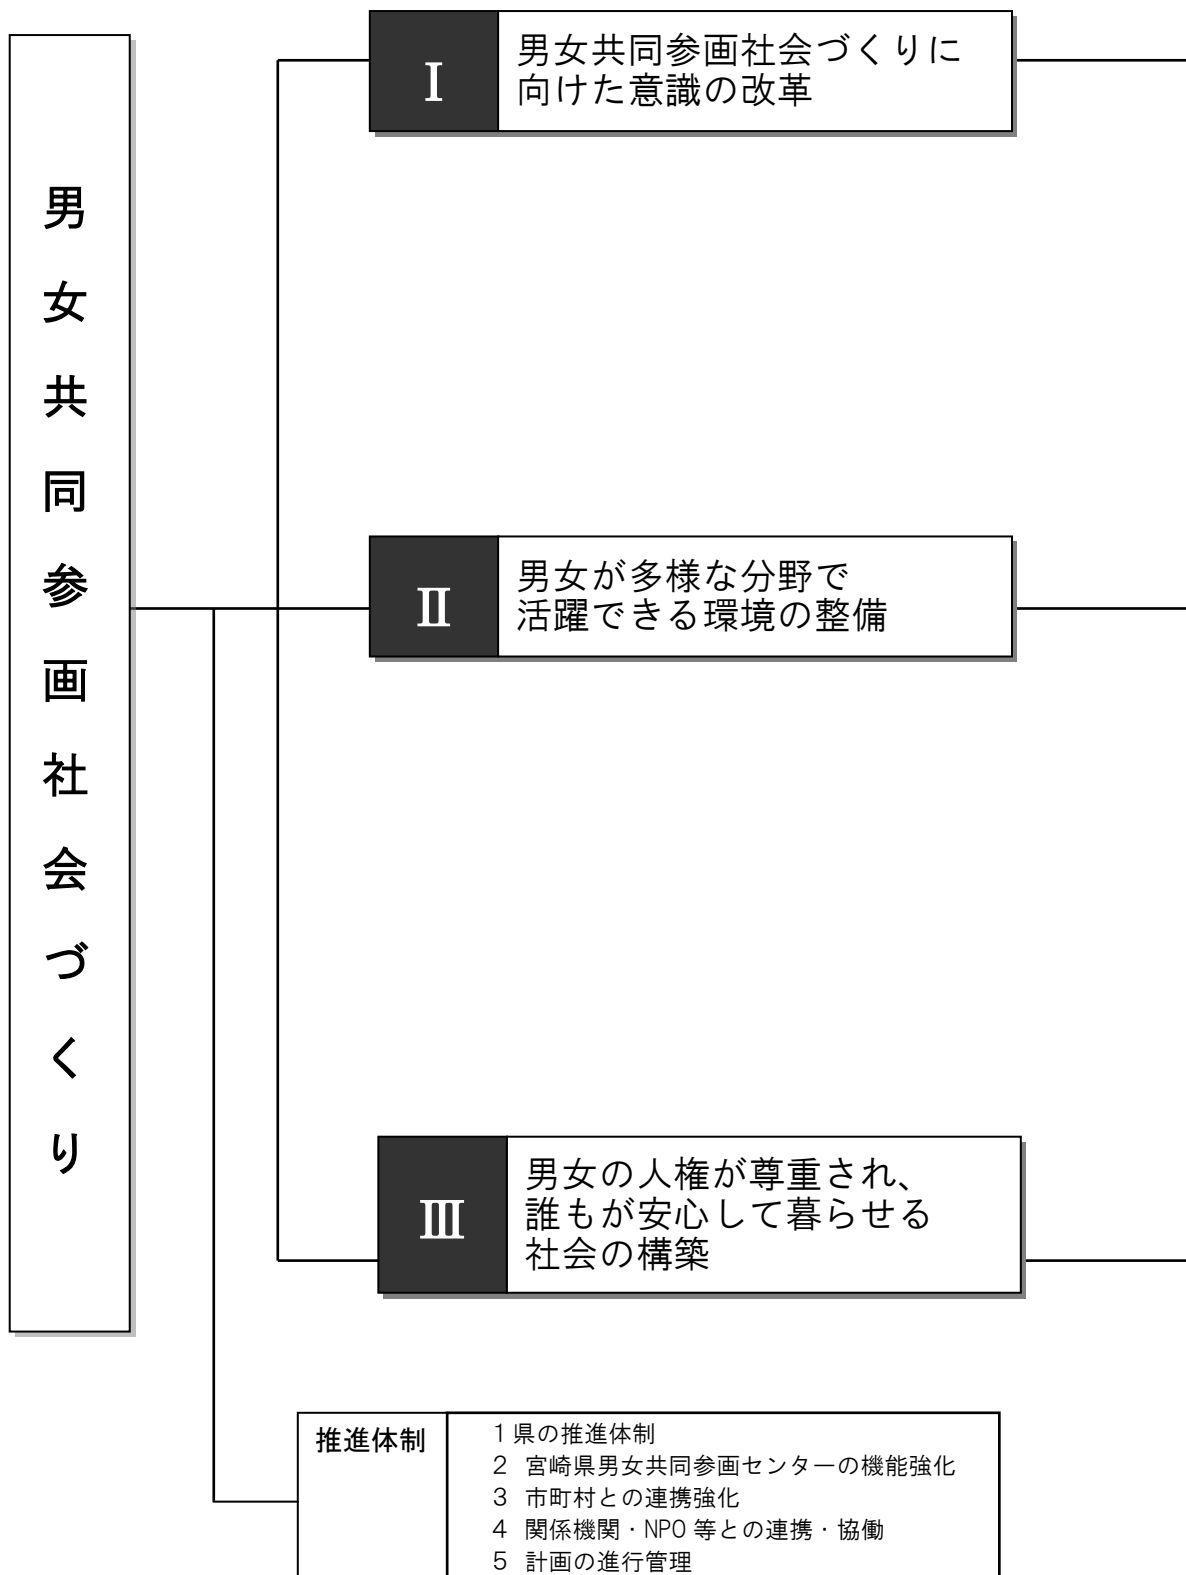 男女共同参画社会づくり
Ⅰ
男女共同参画社会づくりに
向けた意識の改革
Ⅱ
男女が多様な分野で
活躍できる環境の整備
Ⅲ
男女の人権が尊重され、
誰もが安心して暮らせる
社会の構築
推進体制
1 県の推進体制
2 宮崎県男女共同参画センターの機能強化
3 市町村との連携強化
4 関係機関・NPO 等との連携・協働
5 計画の進行管理